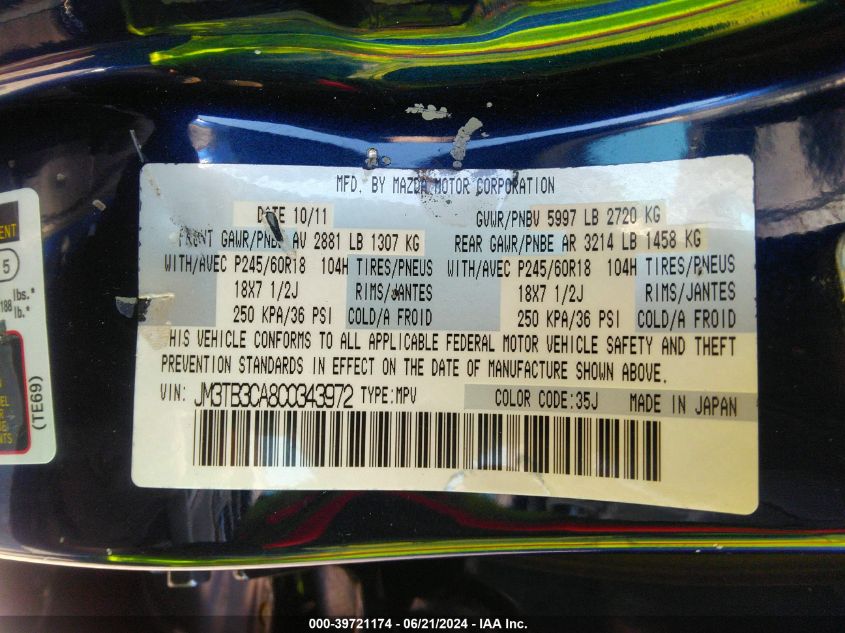 MFD. BY MAZDA MOTOR CORPORATION
DATE 10/11 GVWR/PNBV 5997 LB 2720 KG
FRONT GAWR/PNBE AV 2881 LB 1307 KG REAR GAWR/PNBE AR 3214 LB 1458 KG
WITH/AVEC P245/60R18 104H TIRES/PNEUS WITH/AVEC P245/60R18 104H TIRES/PNEUS
18X7 1/2J RIMS/JANTES 18X7 1/2J RIMS/JANTES
250 KPA/36 PSI COLD/A FROID 250 KPA/36 PSI COLD/A FROID
HIS VEHICLE CONFORMS TO ALL APPLICABLE FEDERAL MOTOR VEHICLE SAFETY AND THEFT
PREVENTION STANDARDS IN EFFECT ON THE DATE OF MANUFACTURE SHOWN ABOVE.
VIN: JM3TB3CA8C0343972 TYPE:MPV COLOR CODE:35J MADE IN JAPAN
5
188 lbs.*
lb.*
(TE69)
000-39721174 - 06/21/2024 - IAA Inc.